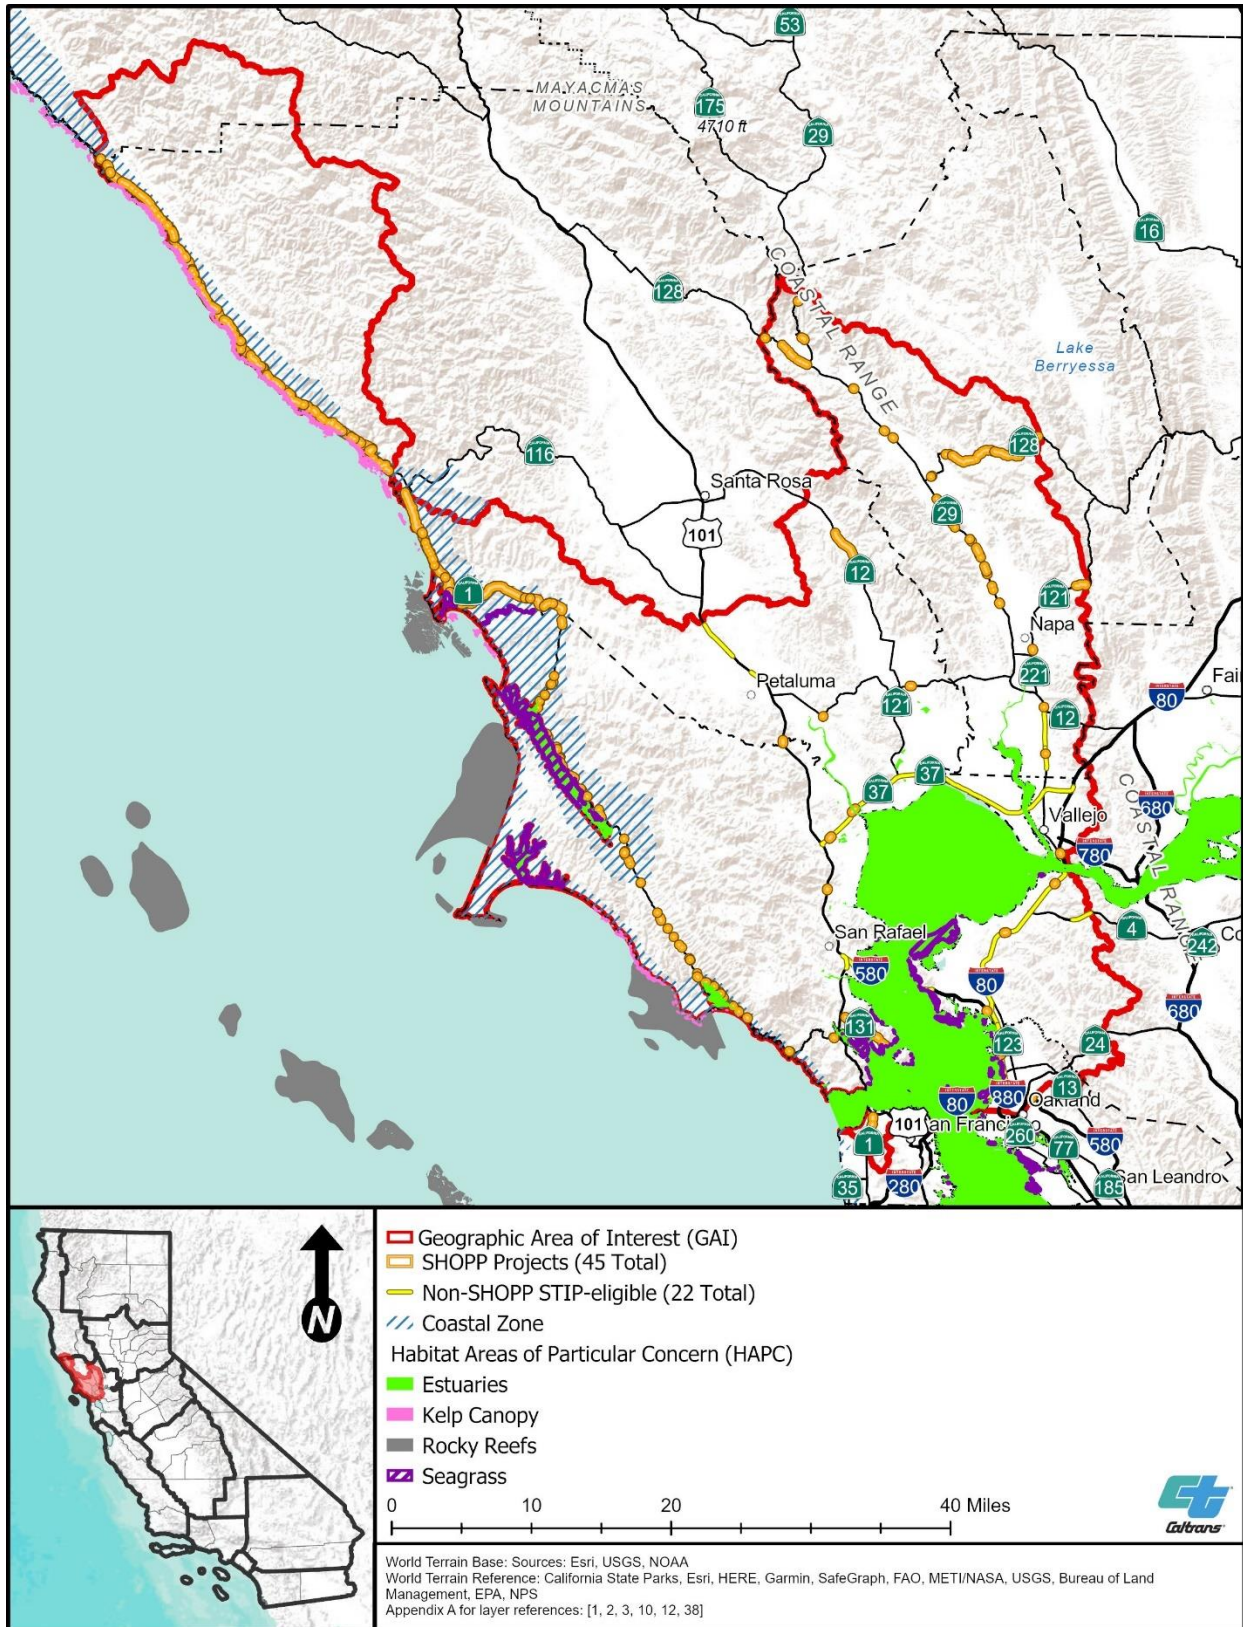 53
MAYACMAS
MOUNTAINS
175
4710 ft
29
16
COASTAL RANGE
128
Lake
Berryessa
128
116
Santa Rosa
101
29
12
1
121
Napa
221
Petaluma
121
12
80
Fair
37
37
COASTAL RANGE
680
Vallejo
780
San Rafael
4
242
Co
580
80
680
131
123
24
13
80
880
Oakland
101
an Franci
o
1
260
77
580
35
280
185
San Leandro
N
Geographic Area of Interest (GAI)
SHOPP Projects (45 Total)
Non-SHOPP STIP-eligible (22 Total)
Coastal Zone
Habitat Areas of Particular Concern (HAPC)
Estuaries
Kelp Canopy
Rocky Reefs
Seagrass
0 10 20 40 Miles
ct
Caltrans
World Terrain Base: Sources: Esri, USGS, NOAA
World Terrain Reference: California State Parks, Esri, HERE, Garmin, SafeGraph, FAO, METI/NASA, USGS, Bureau of Land
Management, EPA, NPS
Appendix A for layer references: [1, 2, 3, 10, 12, 38]